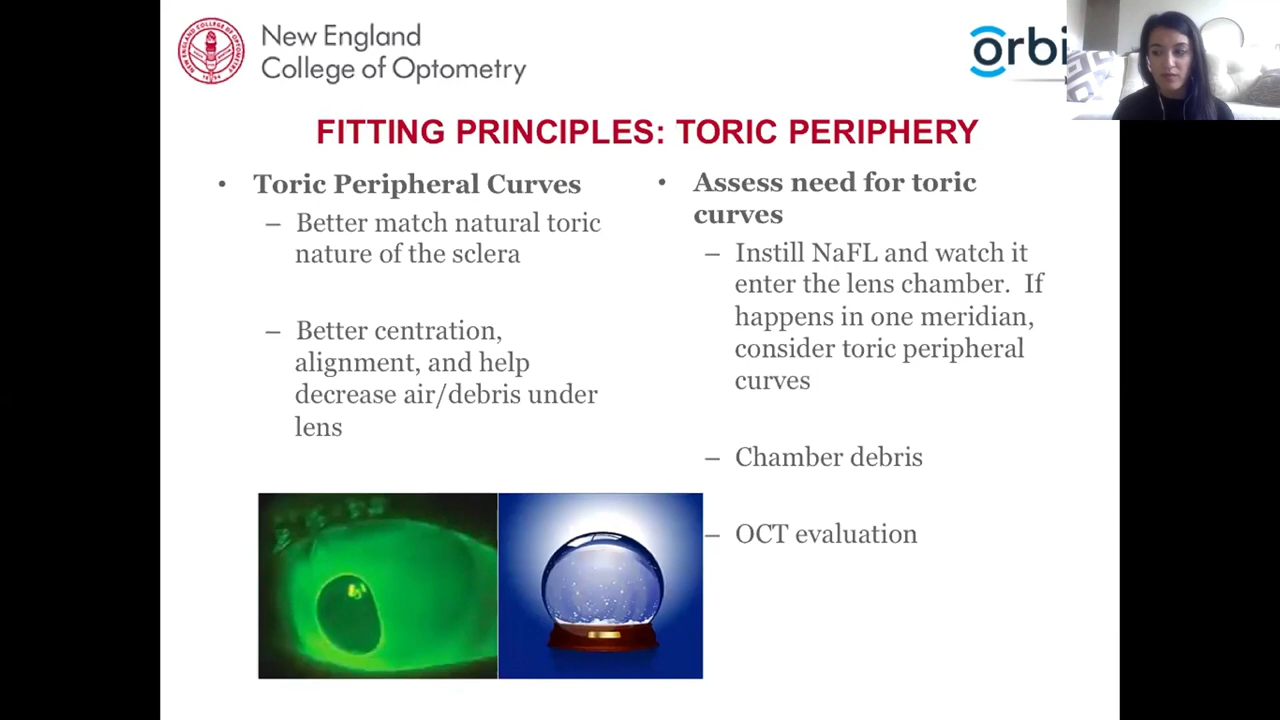 New England
College of Optometry
orbi
FITTING PRINCIPLES: TORIC PERIPHERY
• Toric Peripheral Curves
– Better match natural toric
nature of the sclera
– Better centration,
alignment, and help
decrease air/debris under
lens
• Assess need for toric
curves
– Instill NaFL and watch it
enter the lens chamber. If
happens in one meridian,
consider toric peripheral
curves
– Chamber debris
– OCT evaluation